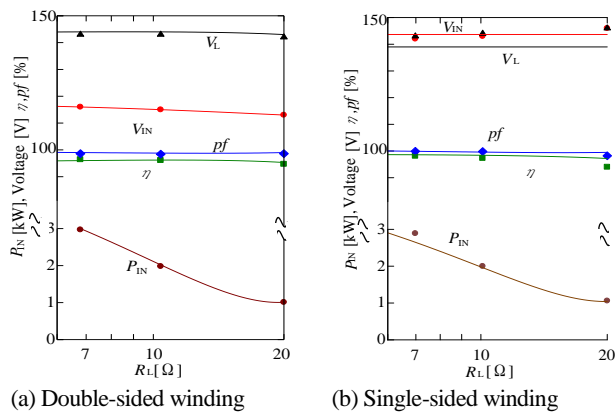 P_IN [kW], Voltage [V] η, pf [%]
100
3
2
1
0
V_L
V_IN
pf
η
P_IN
7 10 20
R_L [Ω]
(a) Double-sided winding
P_IN [kW], Voltage [V] η, pf [%]
100
3
2
1
0
V_IN
V_L
pf
η
P_IN
7 10 20
R_L [Ω]
(b) Single-sided winding